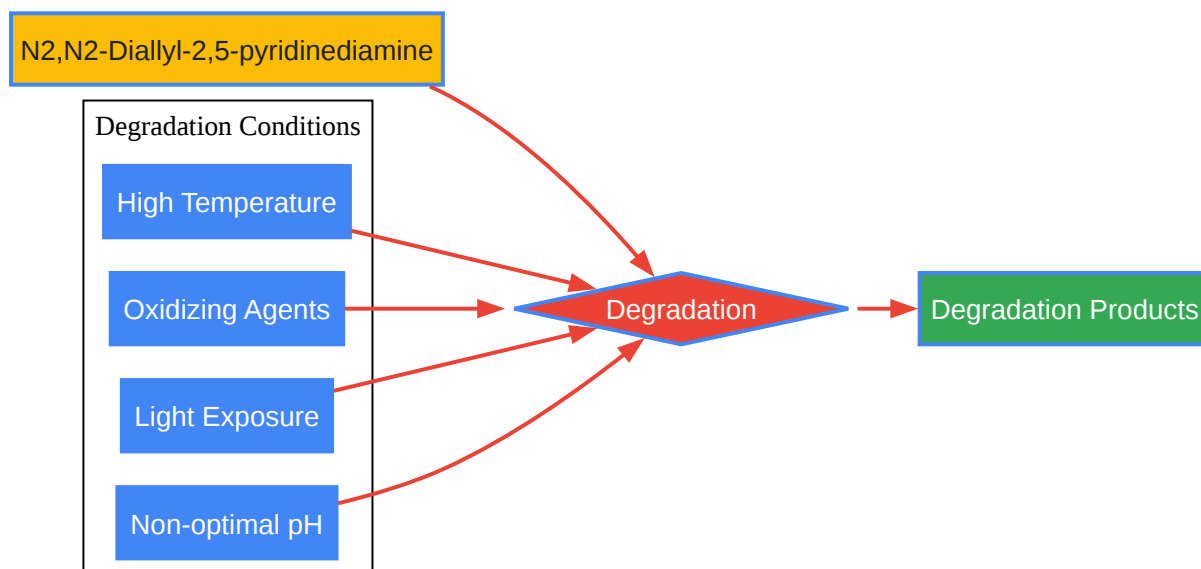 N2,N2-Diallyl-2,5-pyridinediamine
Degradation Conditions
High Temperature
Oxidizing Agents
Light Exposure
Non-optimal pH
Degradation
Degradation Products